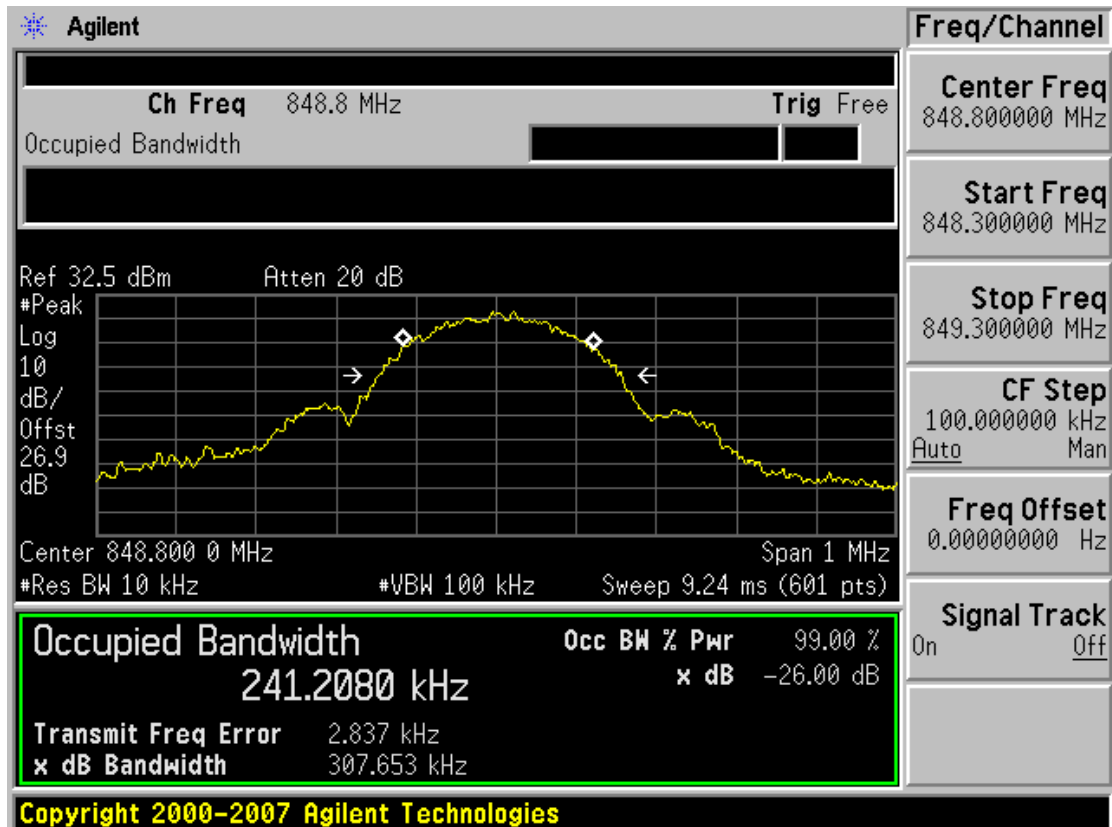 Agilent
Freq/Channel
Ch Freq 848.8 MHz Trig Free
Occupied Bandwidth
Center Freq
848.800000 MHz
Start Freq
848.300000 MHz
Stop Freq
849.300000 MHz
CF Step
100.000000 kHz
Auto Man
Freq Offset
0.00000000 Hz
Signal Track
On Off
Ref 32.5 dBm Atten 20 dB
#Peak
Log
10
dB/
Offst
26.9
dB
Center 848.800 0 MHz Span 1 MHz
#Res BW 10 kHz #VBW 100 kHz Sweep 9.24 ms (601 pts)
Occupied Bandwidth
241.2080 kHz
Occ BW % Pwr 99.00 %
x dB -26.00 dB
Transmit Freq Error 2.837 kHz
x dB Bandwidth 307.653 kHz
Copyright 2000-2007 Agilent Technologies